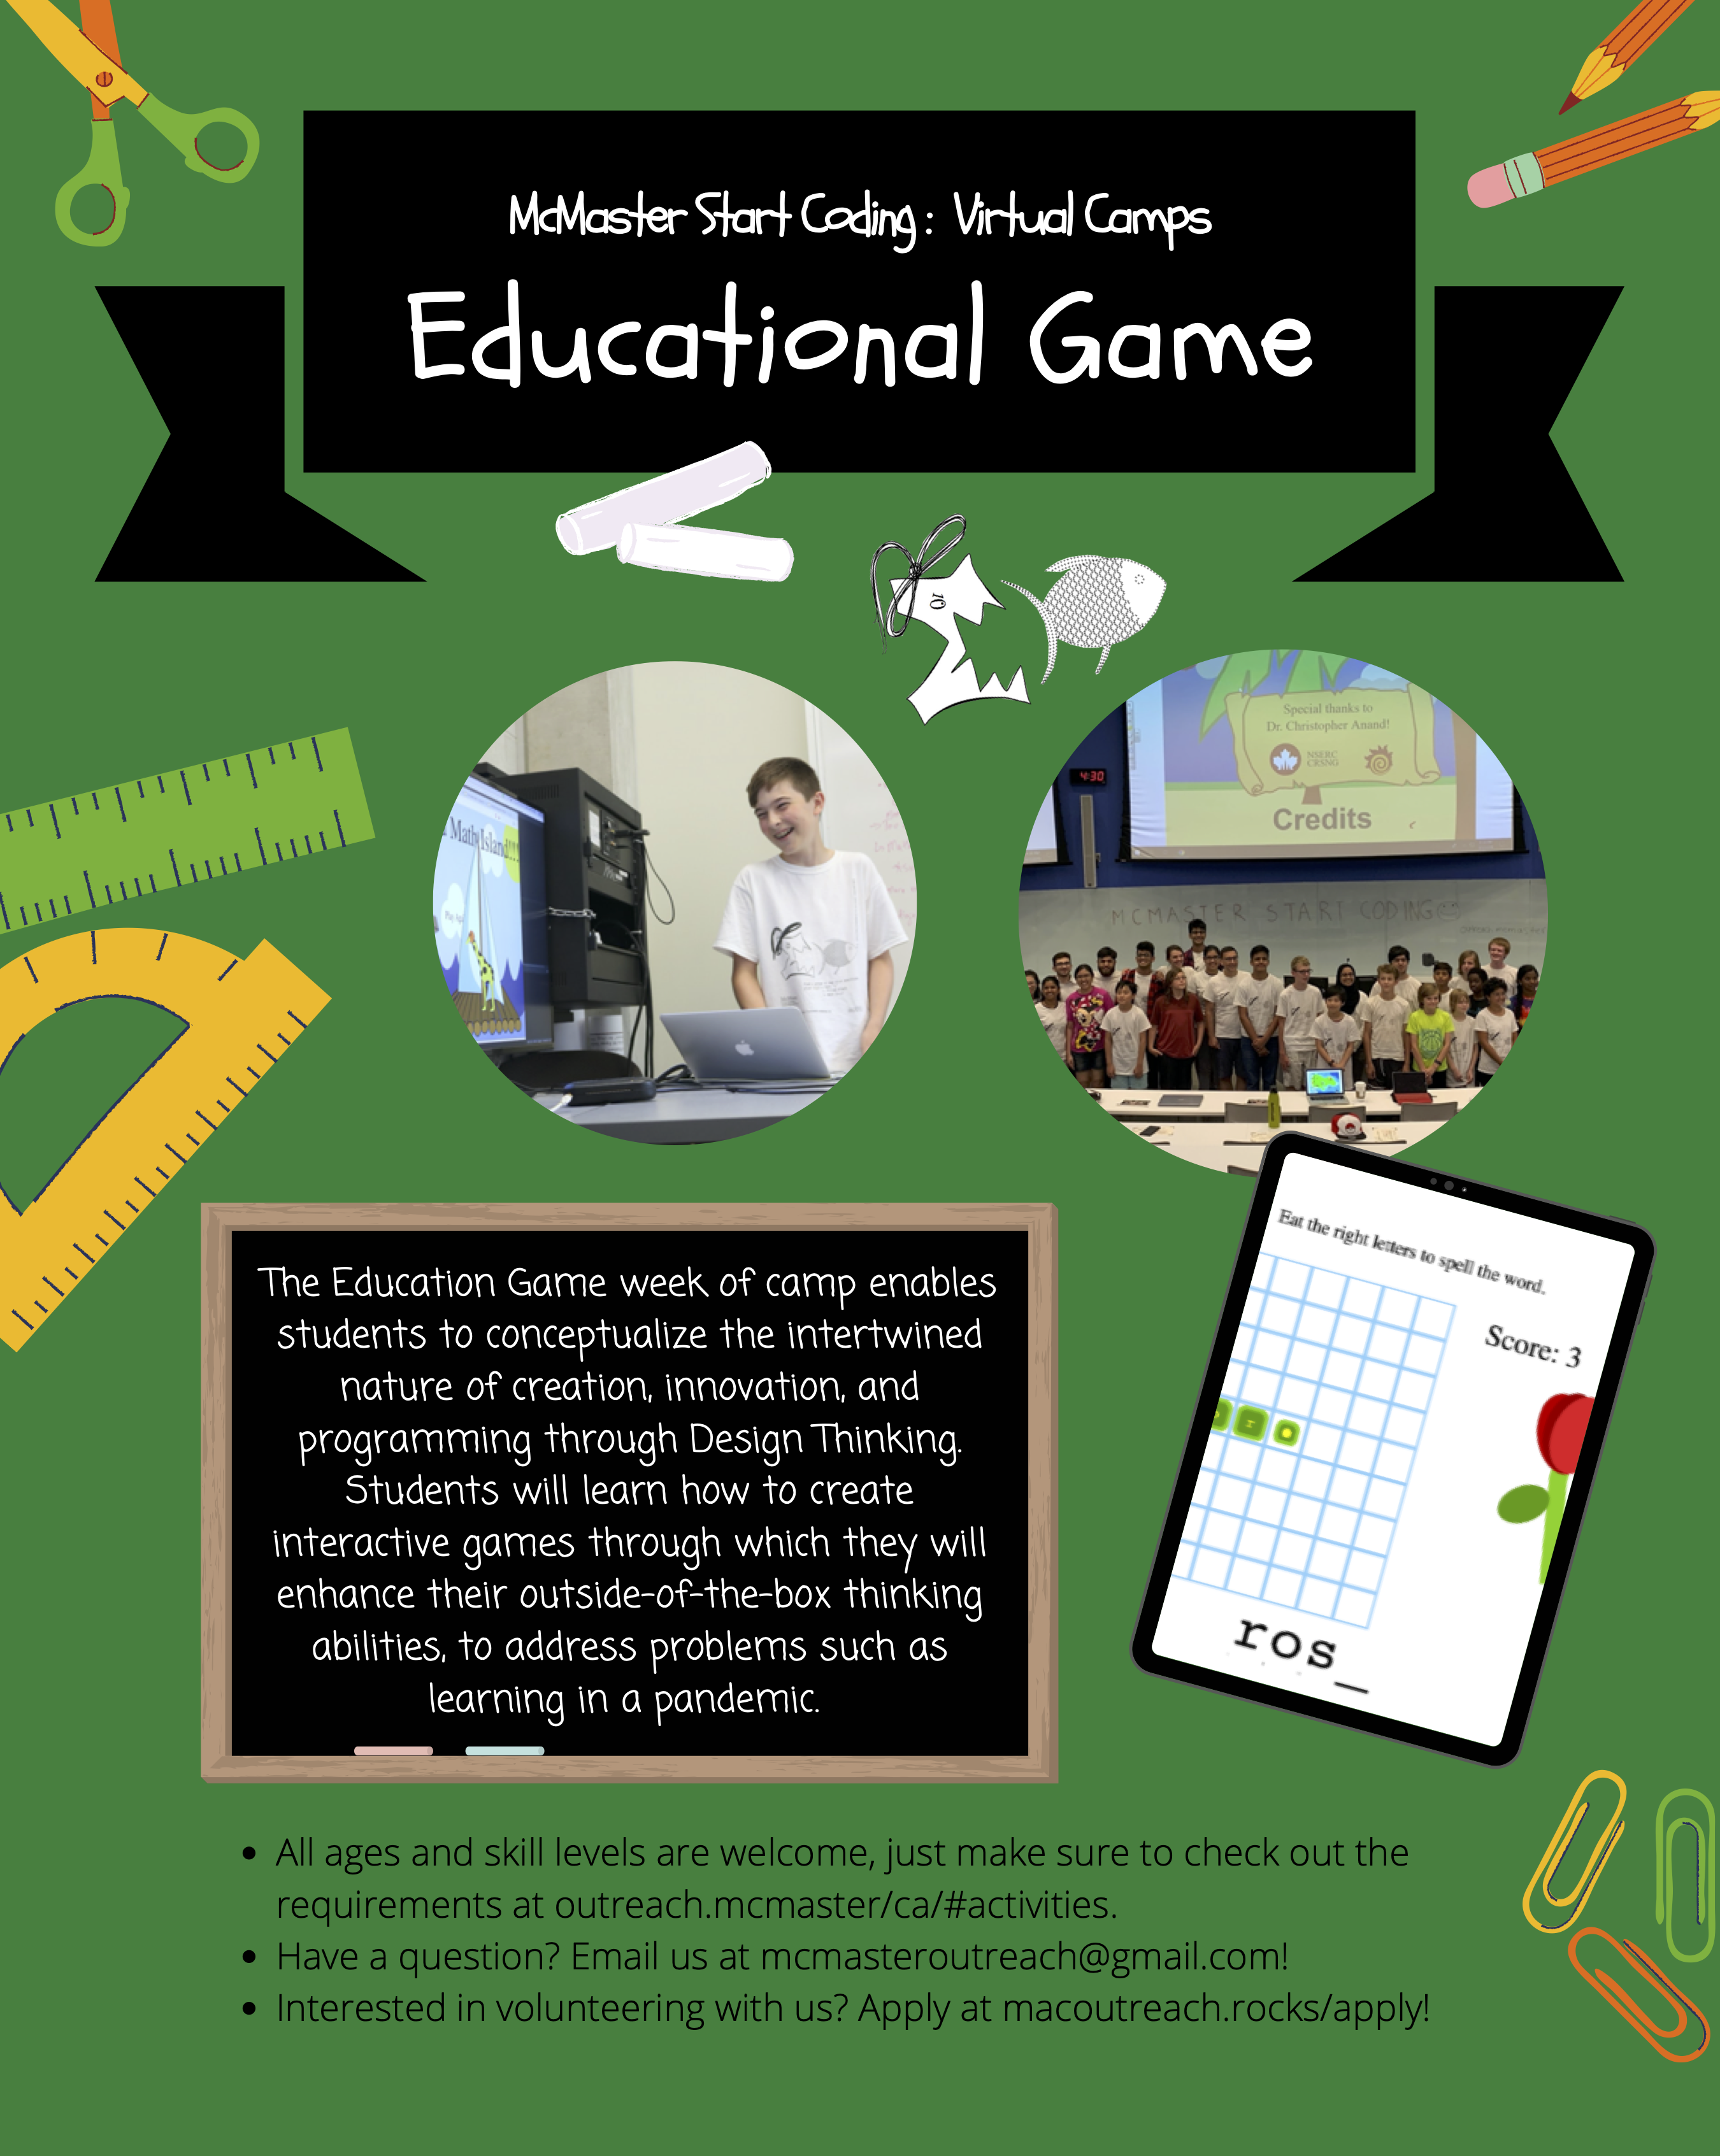 McMaster Start Coding : Virtual Camps
Educational Game
Math Island!!!!
Special thanks to
Dr. Christopher Anand!
NSERC
CRSNG
Credits
4:30
MCMASTER START CODING
The Education Game week of camp enables
students to conceptualize the intertwined
nature of creation, innovation, and
programming through Design Thinking.
Students will learn how to create
interactive games through which they will
enhance their outside-of-the-box thinking
abilities, to address problems such as
learning in a pandemic.
Eat the right letters to spell the word.
Score: 3
ros_
All ages and skill levels are welcome, just make sure to check out the
requirements at outreach.mcmaster/ca/#activities.
Have a question? Email us at mcmasteroutreach@gmail.com!
Interested in volunteering with us? Apply at macoutreach.rocks/apply!